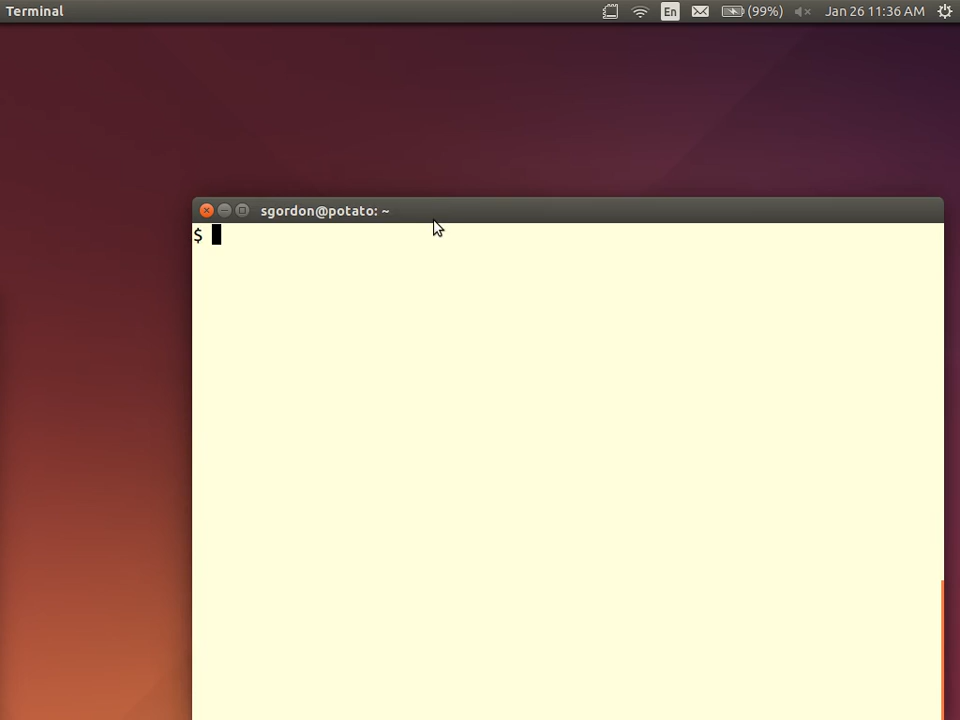 Terminal
En
(99%)
Jan 26 11:36 AM
sgordon@potato: ~
$